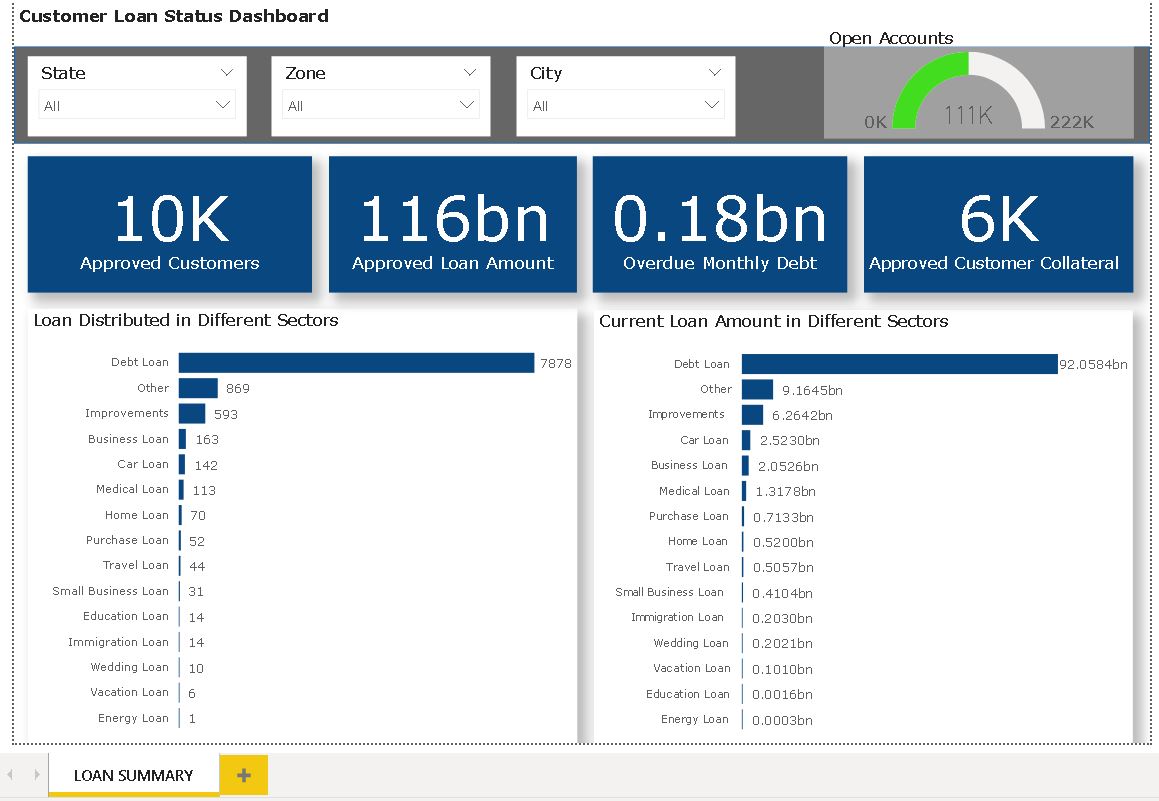 Customer Loan Status Dashboard
Open Accounts
State
All
Zone
All
City
All
0K
111K
222K
10K
Approved Customers
116bn
Approved Loan Amount
0.18bn
Overdue Monthly Debt
6K
Approved Customer Collateral
Loan Distributed in Different Sectors
Debt Loan 7878
Other 869
Improvements 593
Business Loan 163
Car Loan 142
Medical Loan 113
Home Loan 70
Purchase Loan 52
Travel Loan 44
Small Business Loan 31
Education Loan 14
Immigration Loan 14
Wedding Loan 10
Vacation Loan 6
Energy Loan 1
Current Loan Amount in Different Sectors
Debt Loan 92.0584bn
Other 9.1645bn
Improvements 6.2642bn
Car Loan 2.5230bn
Business Loan 2.0526bn
Medical Loan 1.3178bn
Purchase Loan 0.7133bn
Home Loan 0.5200bn
Travel Loan 0.5057bn
Small Business Loan 0.4104bn
Immigration Loan 0.2030bn
Wedding Loan 0.2021bn
Vacation Loan 0.1010bn
Education Loan 0.0016bn
Energy Loan 0.0003bn
LOAN SUMMARY
+